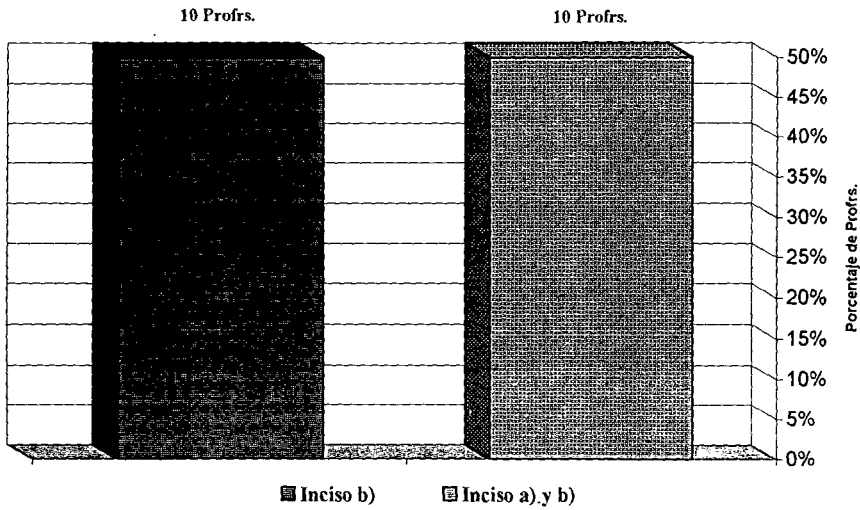 10 Profrs.
10 Profrs.
50%
45%
40%
35%
30%
25%
20%
15%
10%
5%
0%
Porcentaje de Profrs.
Inciso b)
Inciso a). y b)